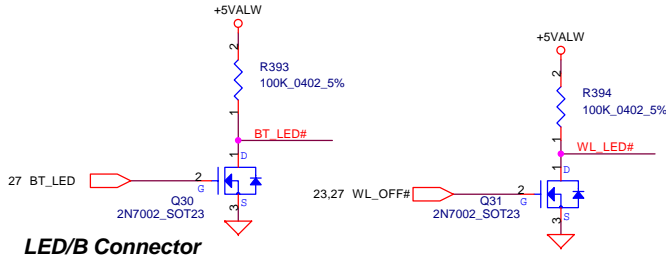 +5VALW
2
R393
100K_0402_5%
1
BT_LED#
1
D
27 BT_LED
2
G
Q30
2N7002_SOT23
S
3
+5VALW
2
R394
100K_0402_5%
1
WL_LED#
1
D
23,27 WL_OFF#
2
G
Q31
2N7002_SOT23
S
3
LED/B Connector